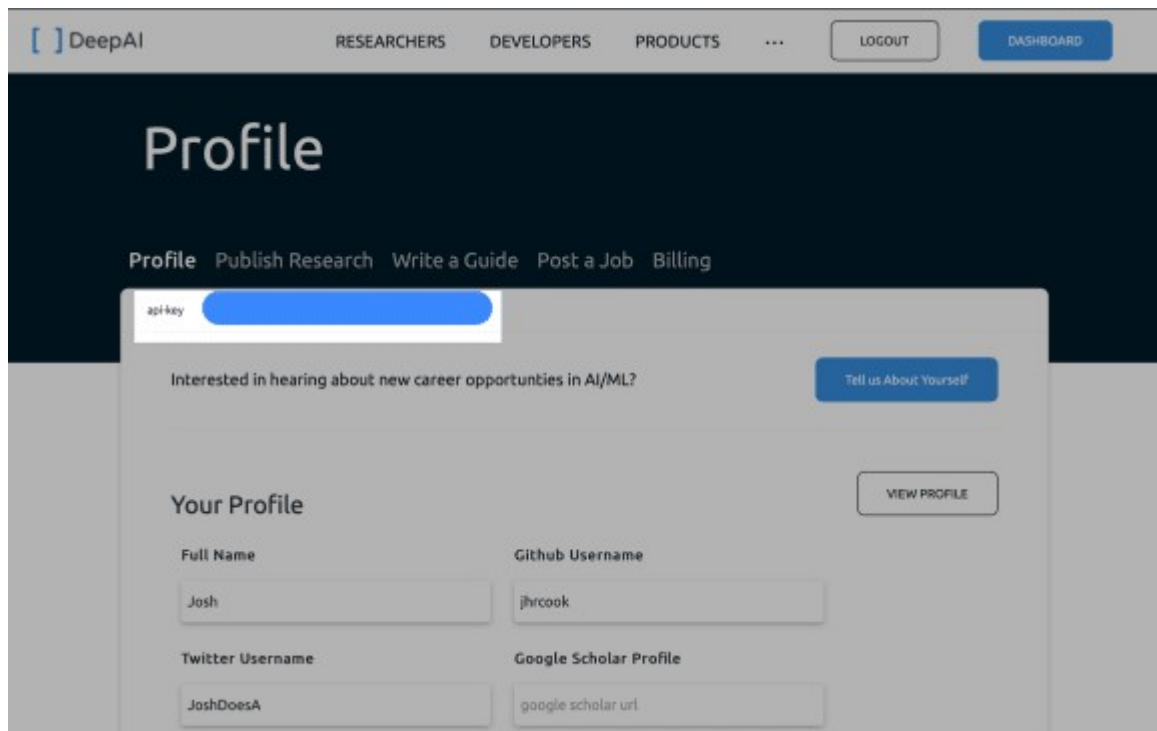 [ ] DeepAI RESEARCHERS DEVELOPERS PRODUCTS ... LOGOUT DASHBOARD
Profile
Profile Publish Research Write a Guide Post a Job Billing
api-key
Interested in hearing about new career opportunties in AI/ML? Tell us About Yourself
Your Profile VIEW PROFILE
Full Name Github Username
Josh jhrcook
Twitter Username Google Scholar Profile
JoshDoesA google scholar url